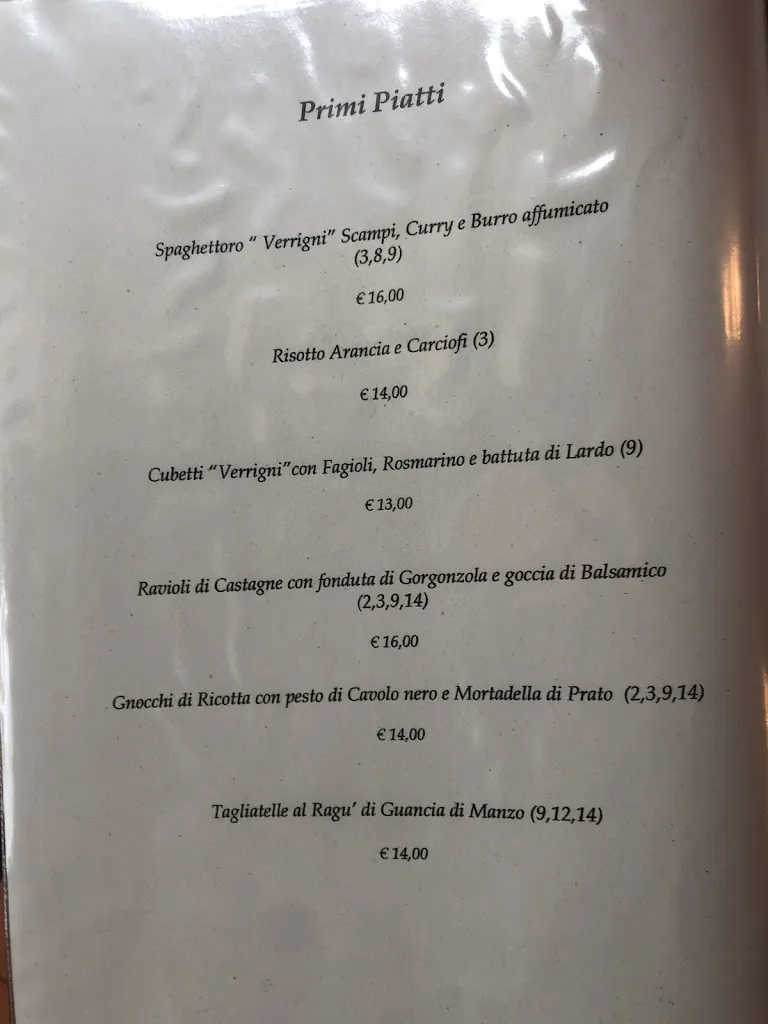 Primi Piatti
Spaghettoro " Verrigni" Scampi, Curry e Burro affumicato
(3,8,9)
€ 16,00
Risotto Arancia e Carciofi (3)
€ 14,00
Cubetti "Verrigni"con Fagioli, Rosmarino e battuta di Lardo (9)
€ 13,00
Ravioli di Castagne con fonduta di Gorgonzola e goccia di Balsamico
(2,3,9,14)
€ 16,00
Gnocchi di Ricotta con pesto di Cavolo nero e Mortadella di Prato (2,3,9,14)
€ 14,00
Tagliatelle al Ragu' di Guancia di Manzo (9,12,14)
€ 14,00